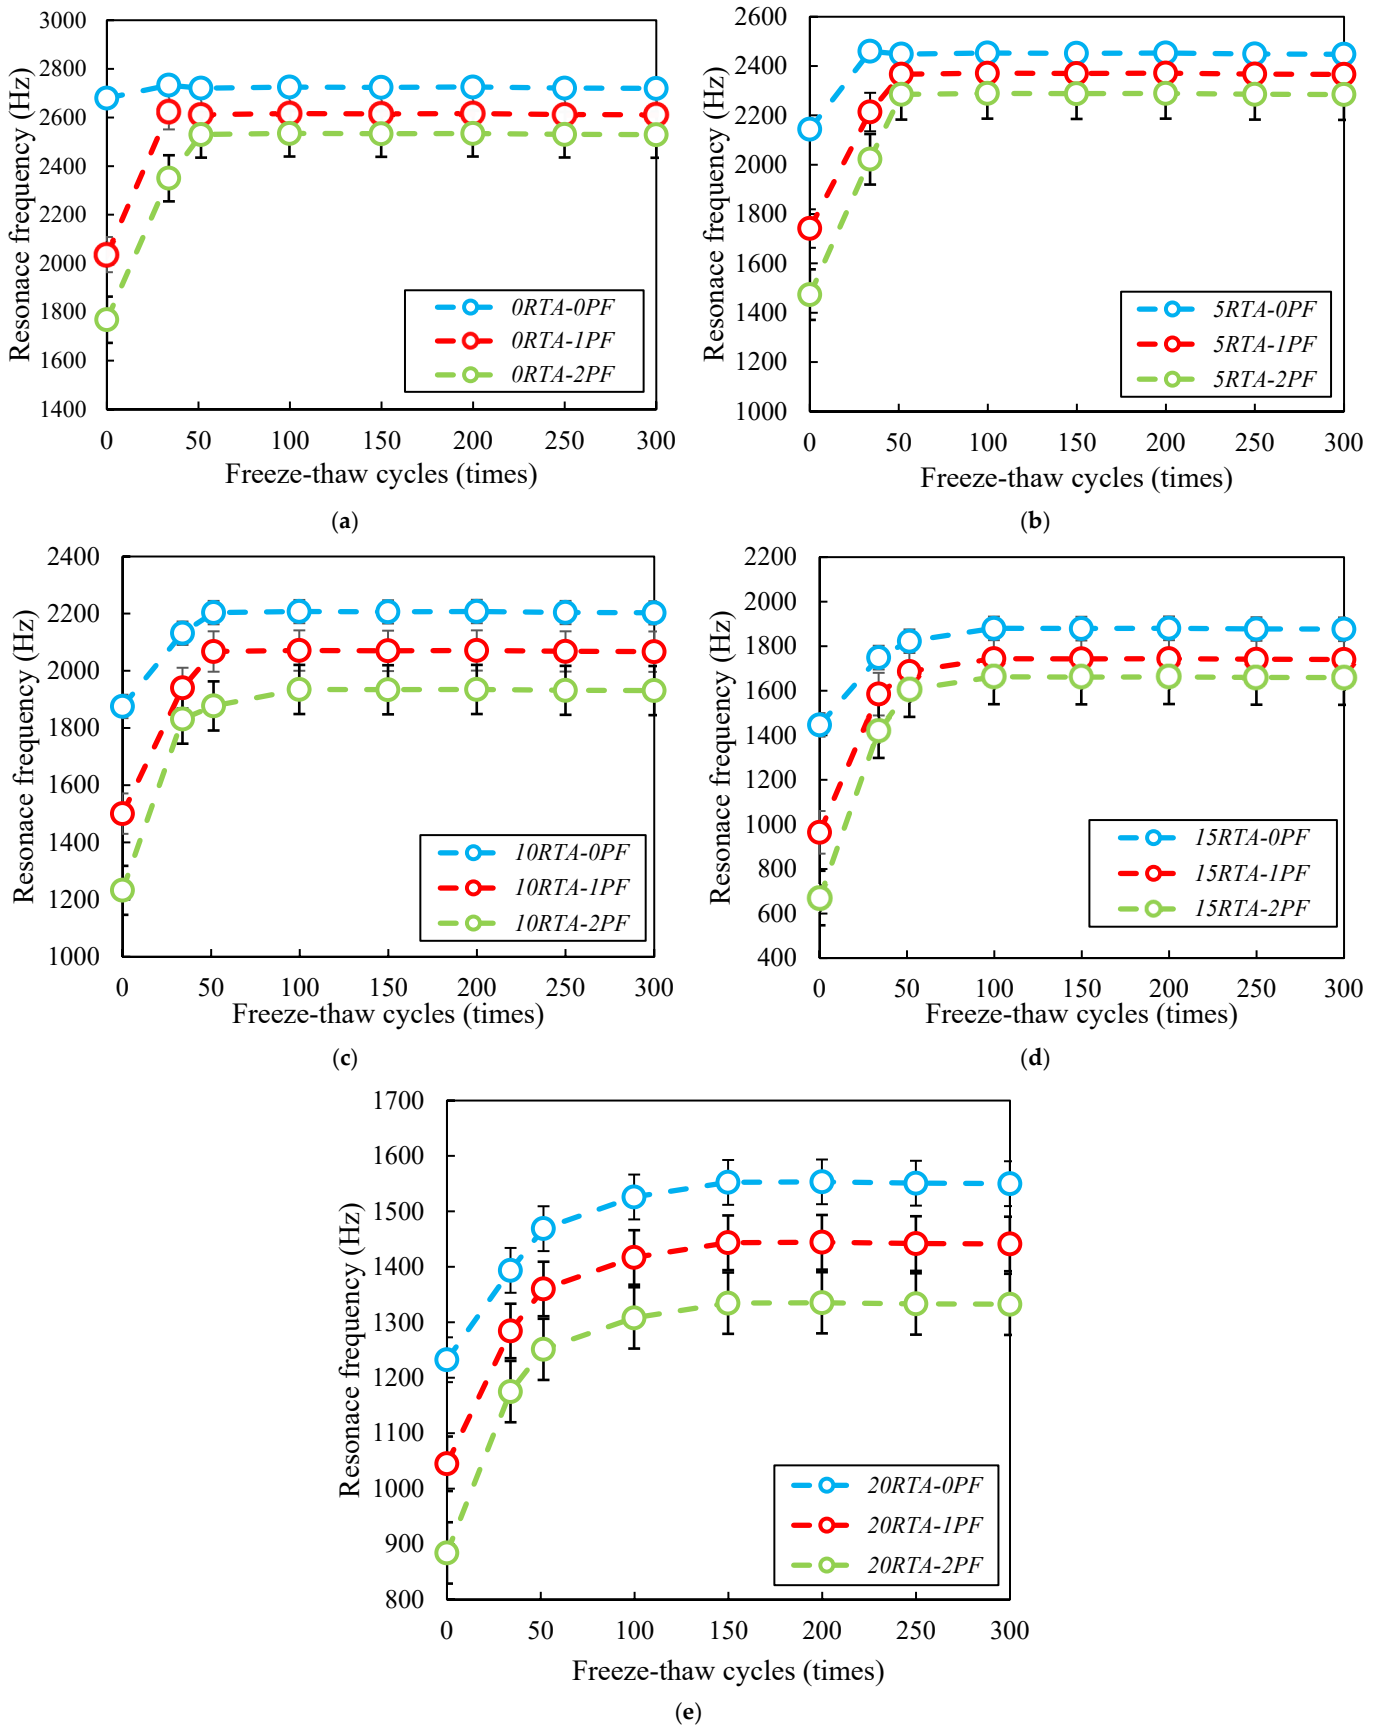 3000
2800
2600
2400
2200
2000
1800
1600
1400
Resonace frequency (Hz)
0RTA-0PF
0RTA-1PF
0RTA-2PF
0 50 100 150 200 250 300
Freeze-thaw cycles (times)
(a)
2600
2400
2200
2000
1800
1600
1400
1200
1000
Resonace frequency (Hz)
5RTA-0PF
5RTA-1PF
5RTA-2PF
0 50 100 150 200 250 300
Freeze-thaw cycles (times)
(b)
2400
2200
2000
1800
1600
1400
1200
1000
Resonace frequency (Hz)
10RTA-0PF
10RTA-1PF
10RTA-2PF
0 50 100 150 200 250 300
Freeze-thaw cycles (times)
(c)
2200
2000
1800
1600
1400
1200
1000
800
600
400
Resonace frequency (Hz)
15RTA-0PF
15RTA-1PF
15RTA-2PF
0 50 100 150 200 250 300
Freeze-thaw cycles (times)
(d)
1700
1600
1500
1400
1300
1200
1100
1000
900
800
Resonace frequency (Hz)
20RTA-0PF
20RTA-1PF
20RTA-2PF
0 50 100 150 200 250 300
Freeze-thaw cycles (times)
(e)